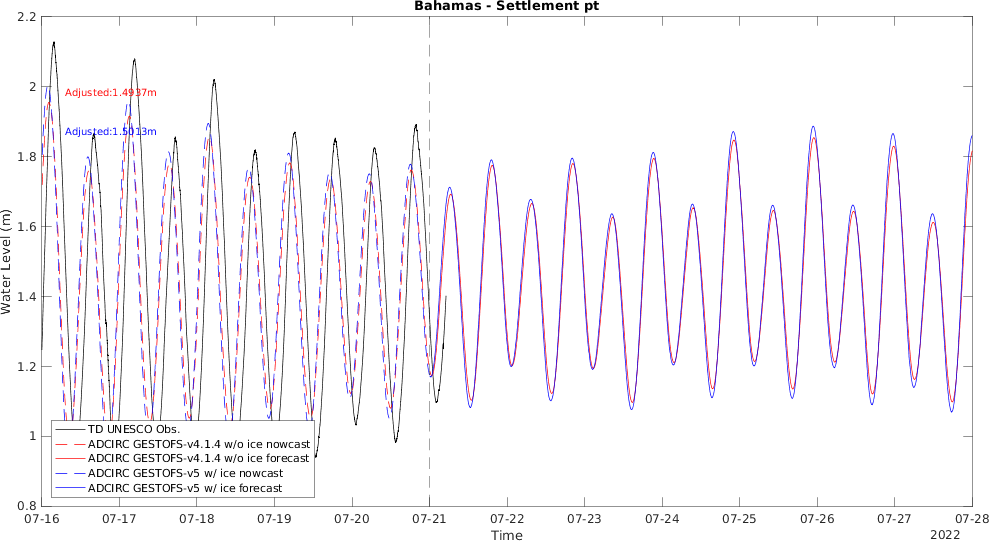 Bahamas - Settlement pt
2.2
2
1.8
1.6
1.4
1.2
1
0.8
Water Level (m)
Adjusted:1.4937m
Adjusted:1.5013m
TD UNESCO Obs.
ADCIRC GESTOFS-v4.1.4 w/o ice nowcast
ADCIRC GESTOFS-v4.1.4 w/o ice forecast
ADCIRC GESTOFS-v5 w/ ice nowcast
ADCIRC GESTOFS-v5 w/ ice forecast
07-16 07-17 07-18 07-19 07-20 07-21 07-22 07-23 07-24 07-25 07-26 07-27 07-28
Time
2022